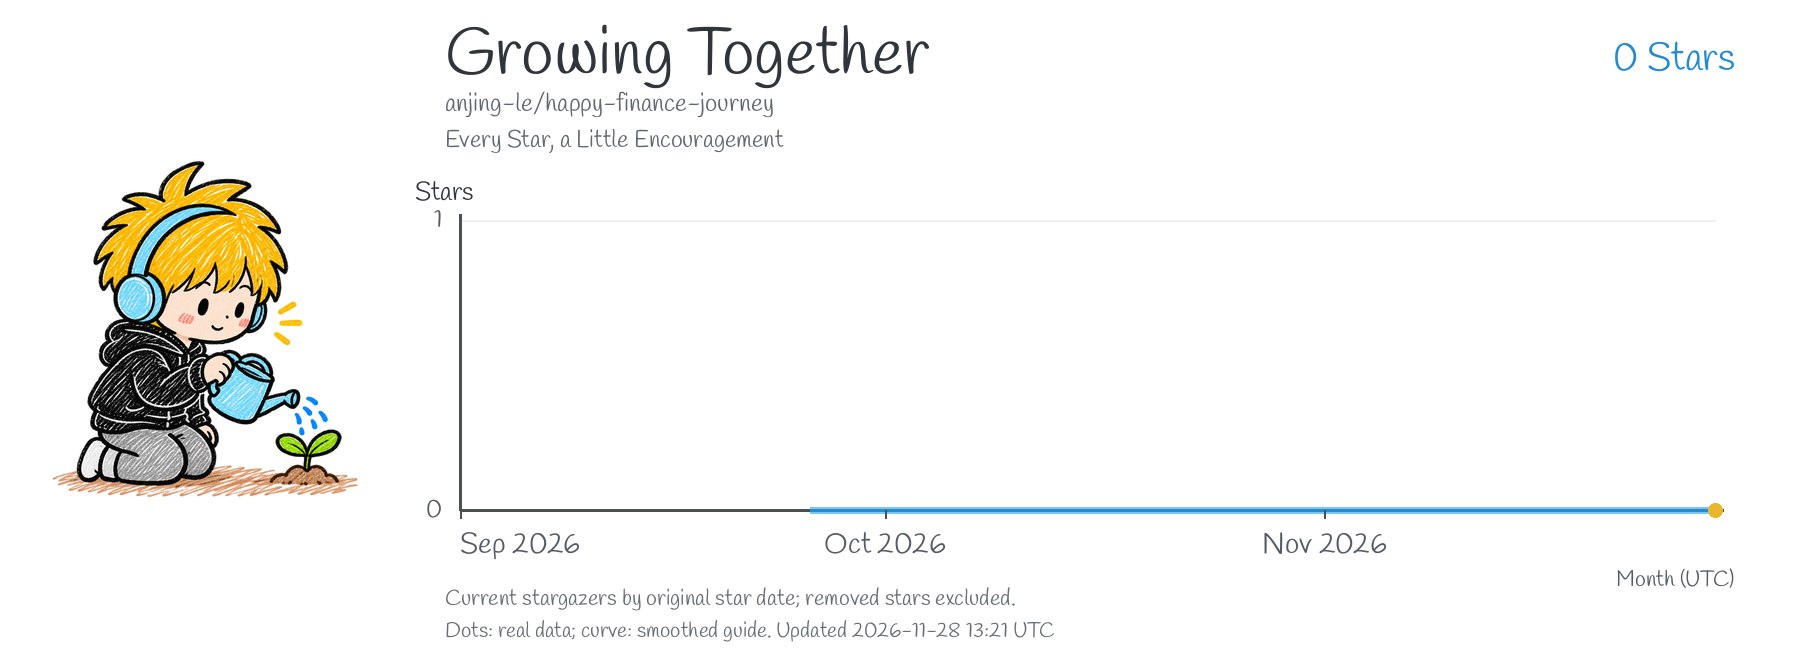 Growing Together
0 Stars
anjing-le/happy-finance-journey
Every Star, a Little Encouragement
Stars
1
0
Sep 2026
Oct 2026
Nov 2026
Month (UTC)
Current stargazers by original star date; removed stars excluded.
Dots: real data; curve: smoothed guide. Updated 2026-11-28 13:21 UTC